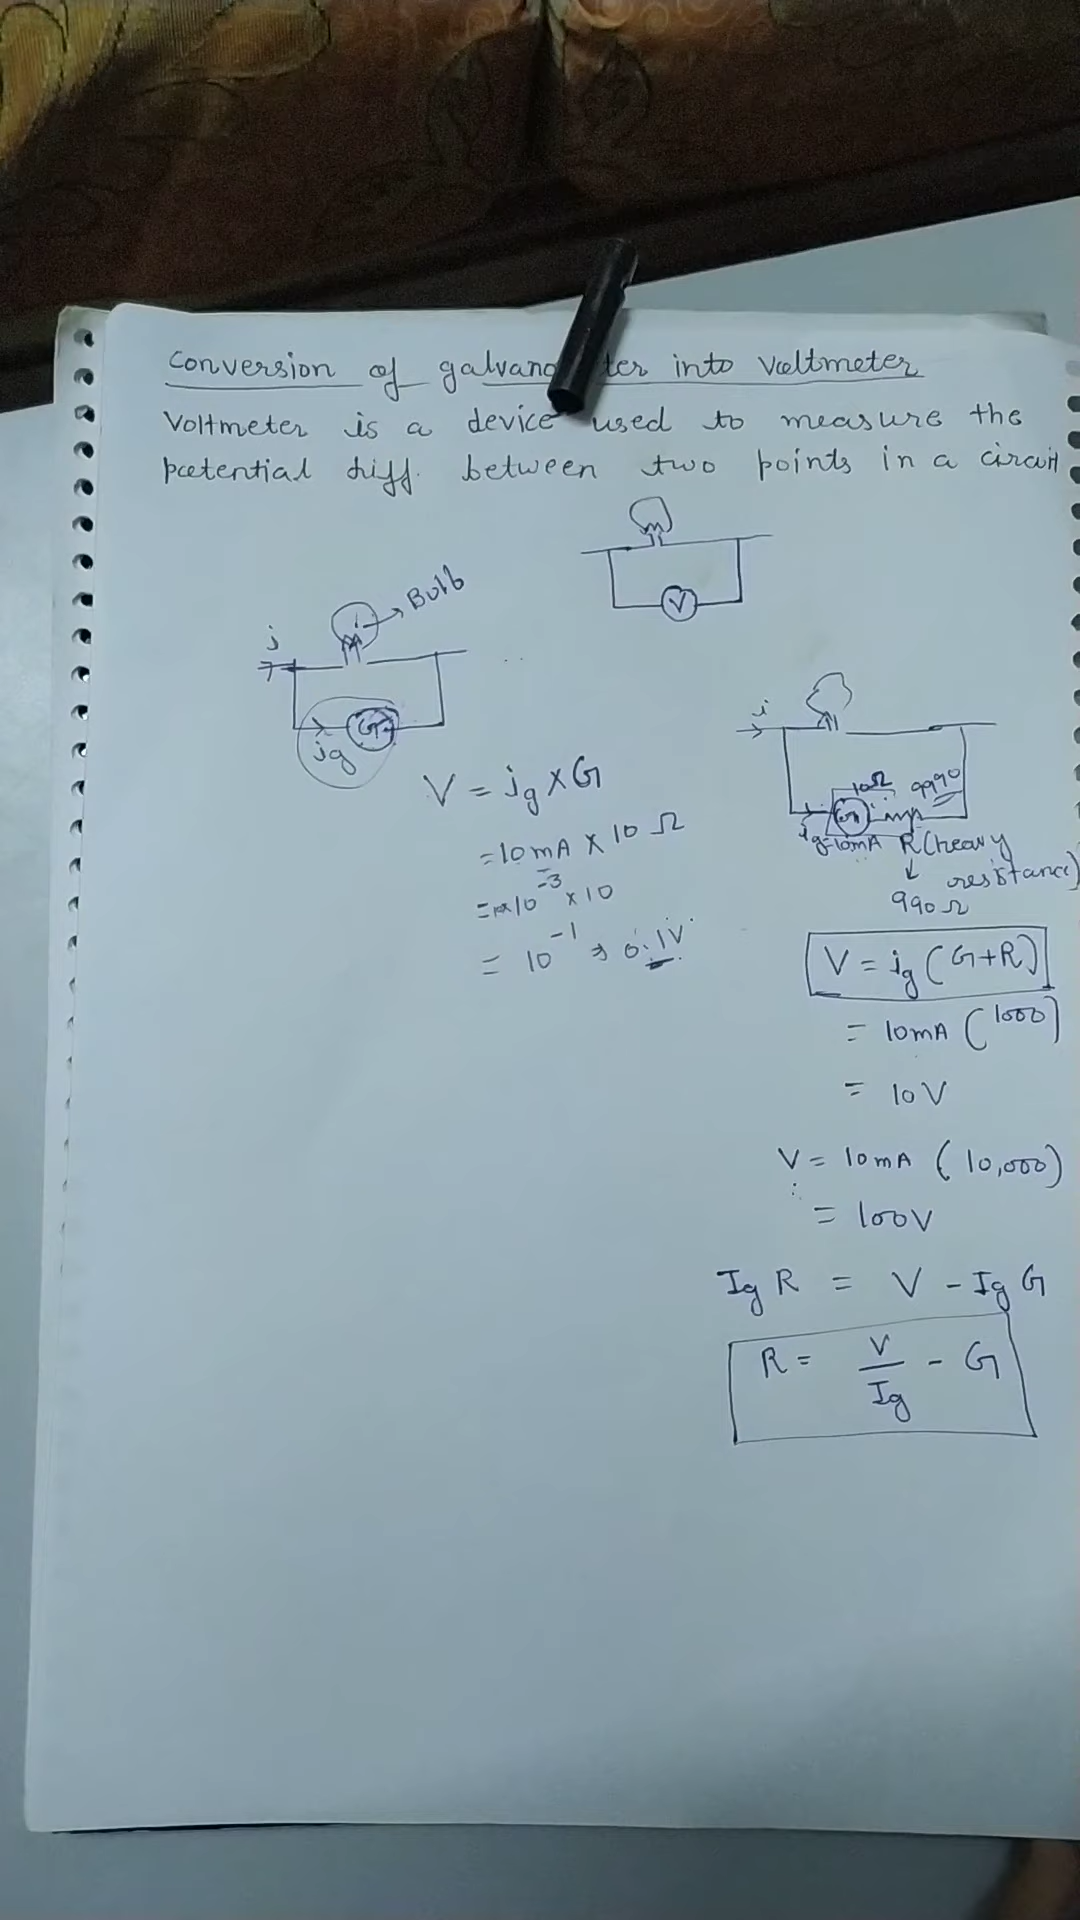 conversion of galvano ter into voltmeter
Voltmeter is a device used to measure the
potential diff. between two points in a circuit
V
Bulb
i
G
ig
V = ig × G
= 10mA × 10 Ω
= 10×10⁻³ × 10
= 10⁻¹ ⇒ 0.1V
i
10Ω 9990
G
ig=10mA R(heavy
resistance)
990Ω
V = ig (G+R)
= 10mA (1000)
= 10V
V = 10mA (10,000)
= 100V
Ig R = V - Ig G
R = V/Ig - G